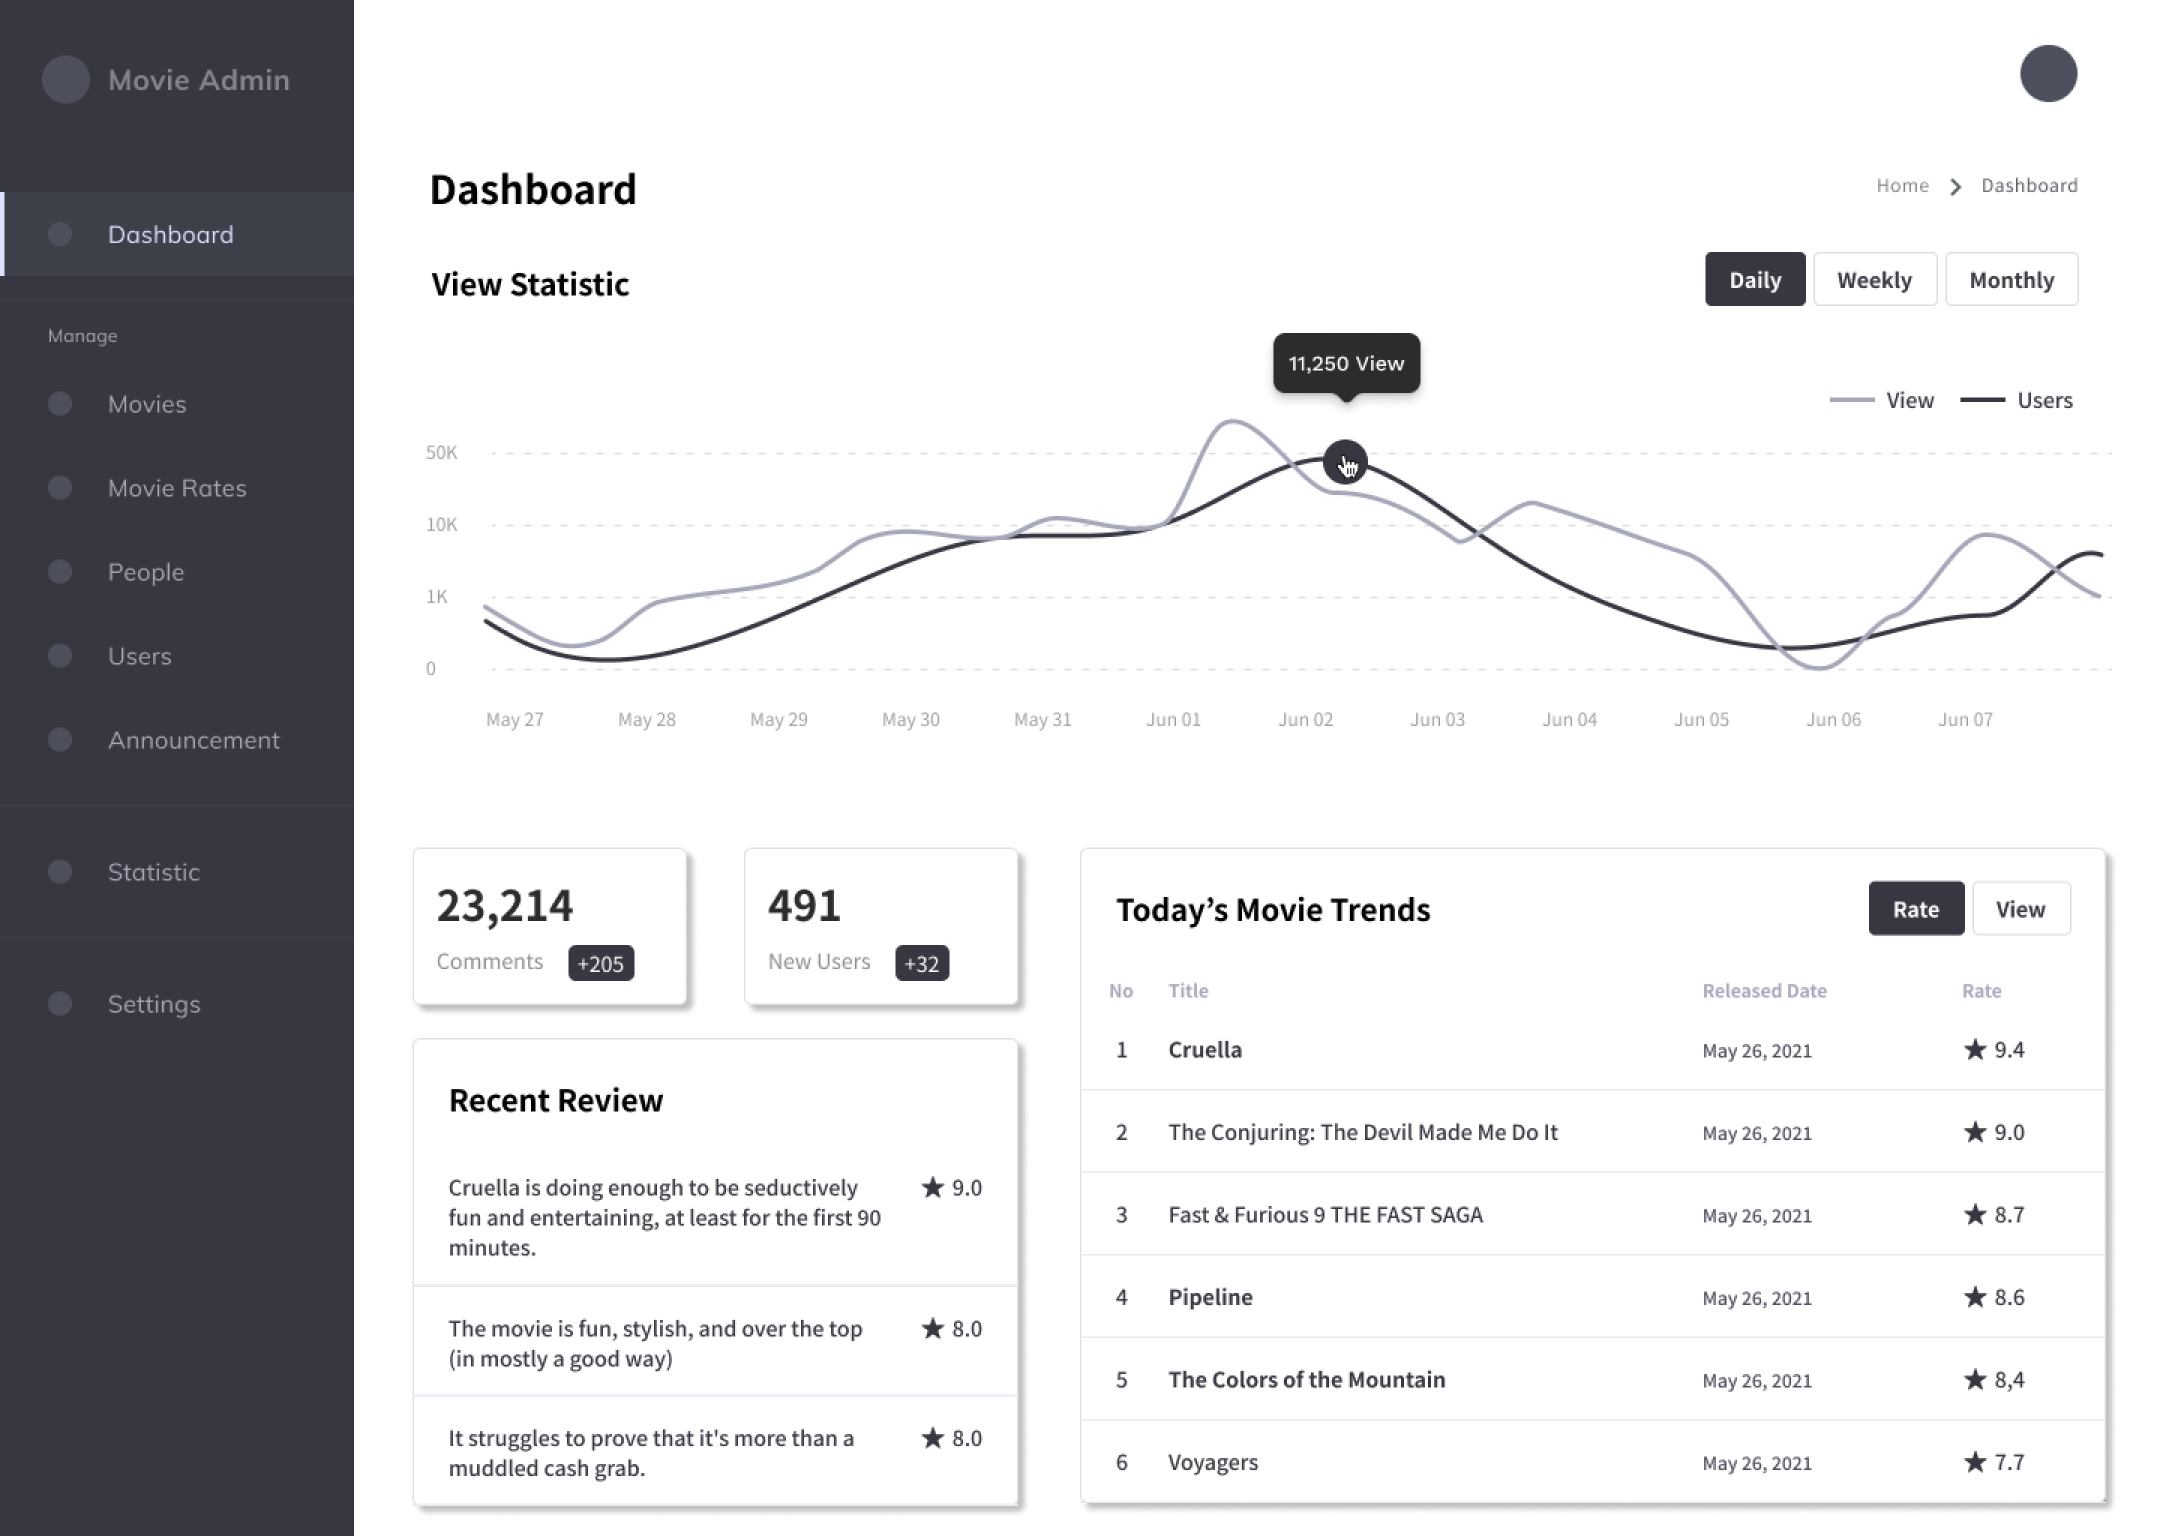 Movie Admin
Dashboard
Manage
Movies
Movie Rates
People
Users
Announcement
Statistic
Settings
Dashboard
Home Dashboard
View Statistic
Daily Weekly Monthly
11,250 View
View Users
50K
10K
1K
0
May 27 May 28 May 29 May 30 May 31 Jun 01 Jun 02 Jun 03 Jun 04 Jun 05 Jun 06 Jun 07
23,214
Comments +205
491
New Users +32
Recent Review
Cruella is doing enough to be seductively 9.0
fun and entertaining, at least for the first 90
minutes.
The movie is fun, stylish, and over the top 8.0
(in mostly a good way)
It struggles to prove that it's more than a 8.0
muddled cash grab.
Today’s Movie Trends
Rate View
No Title Released Date Rate
1 Cruella May 26, 2021 9.4
2 The Conjuring: The Devil Made Me Do It May 26, 2021 9.0
3 Fast & Furious 9 THE FAST SAGA May 26, 2021 8.7
4 Pipeline May 26, 2021 8.6
5 The Colors of the Mountain May 26, 2021 8,4
6 Voyagers May 26, 2021 7.7